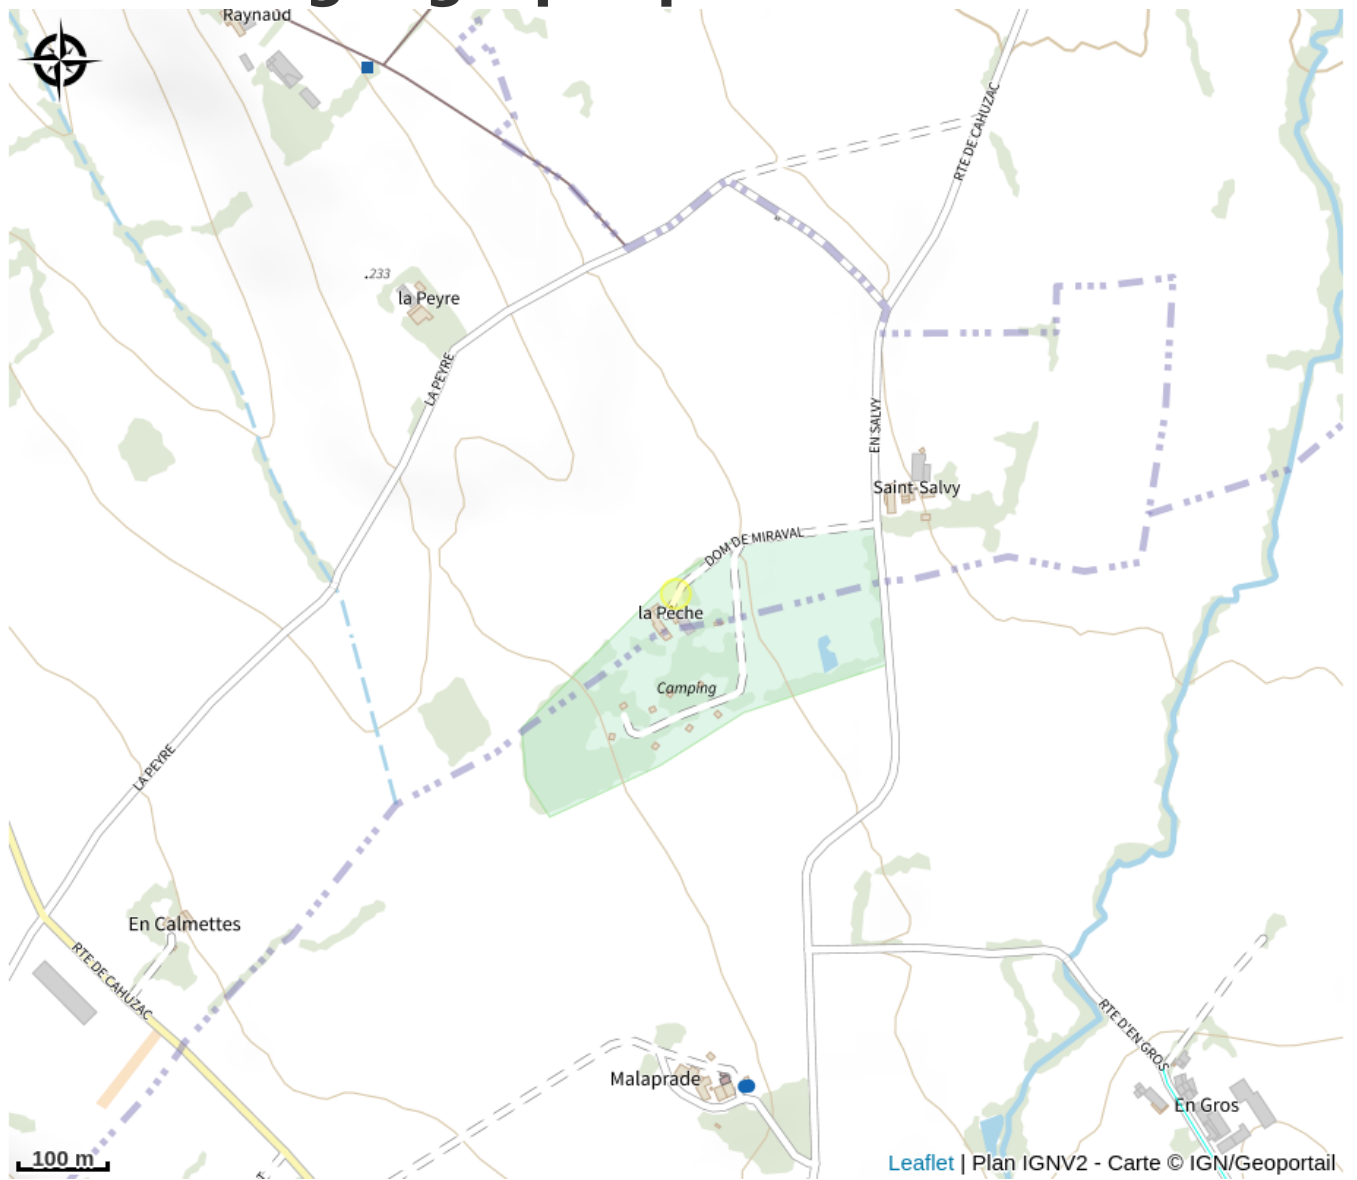 Raynaud
RTE DE CAHUZAC
.233
la Peyre
LA PEYRE
EN SALVY
Saint-Salvy
DOM DE MIRAVAL
la Pèche
Camping
LA PEYRE
En Calmettes
RTE DE CAHUZAC
RTE D'EN GROS
Malaprade
En Gros
100 m
Leaflet | Plan IGNV2 - Carte © IGN/Geoportail